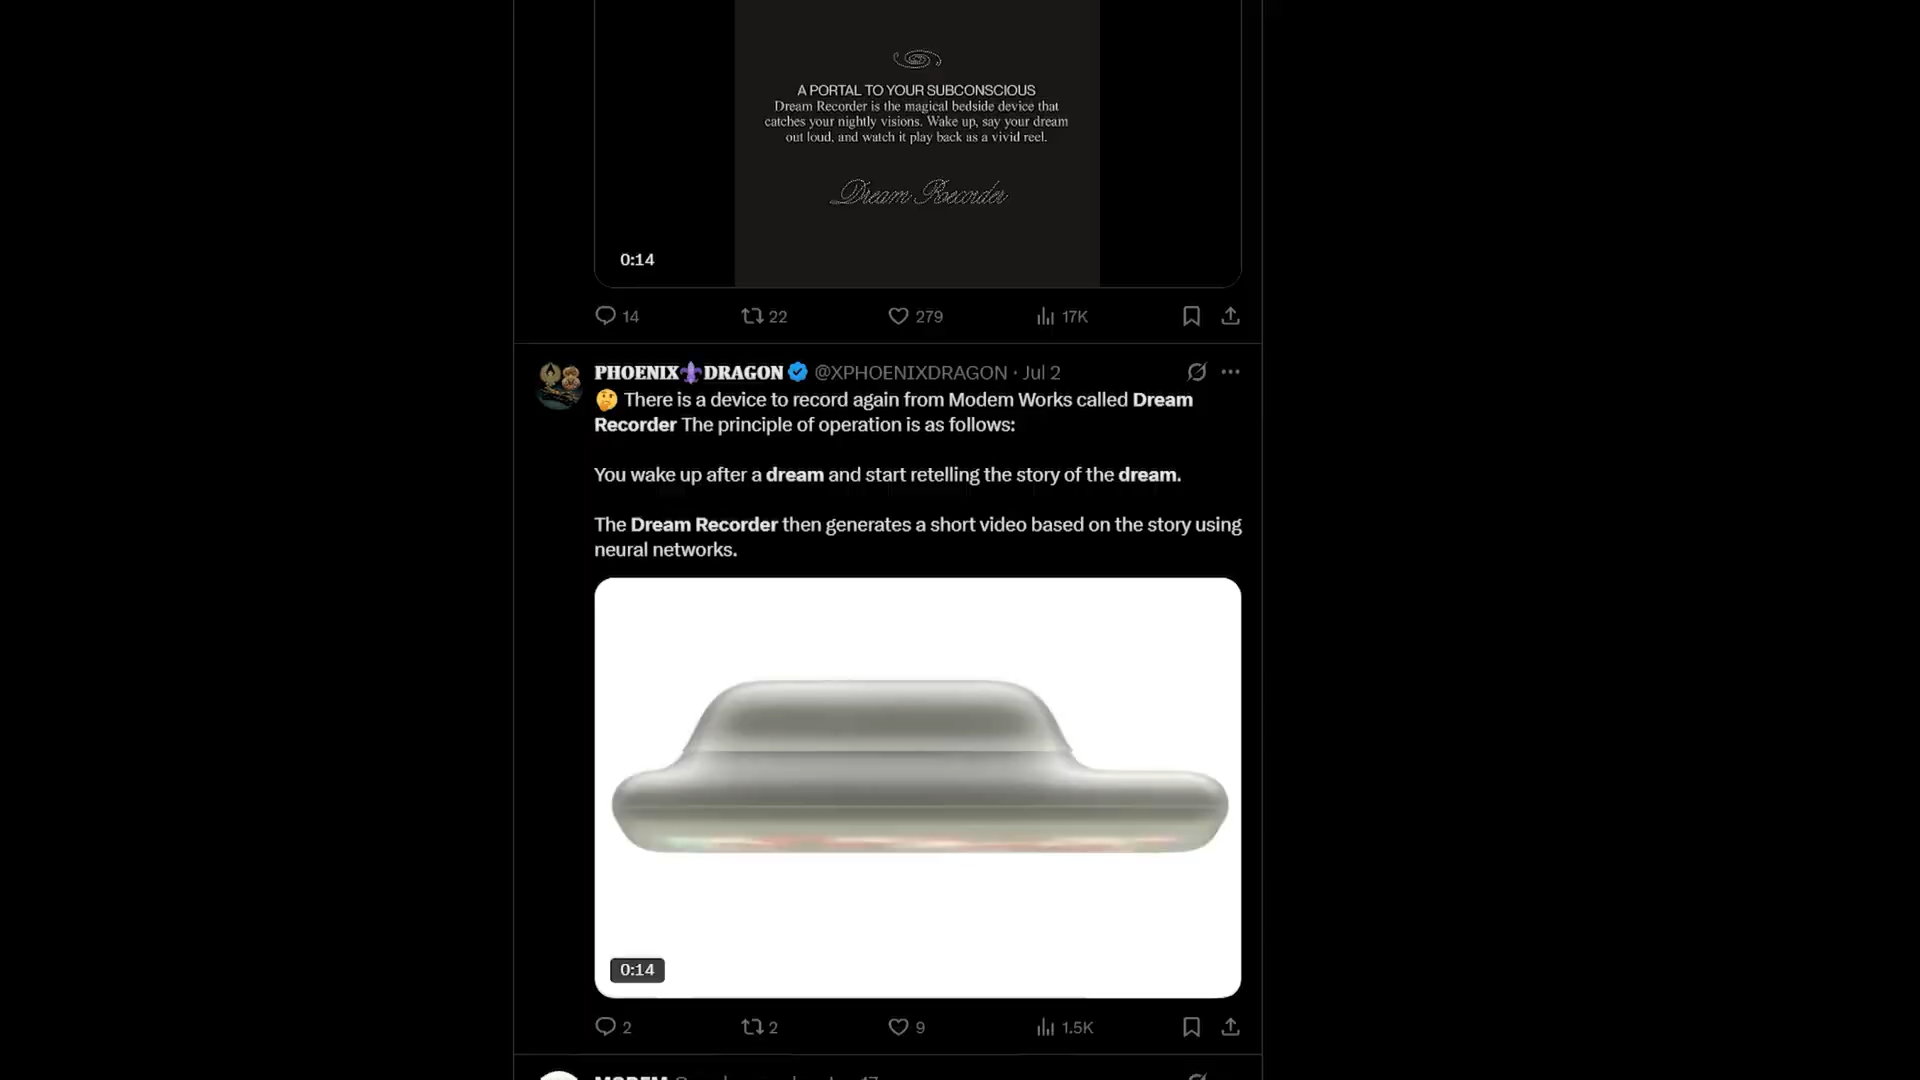 A PORTAL TO YOUR SUBCONSCIOUS
Dream Recorder is the magical bedside device that
catches your nightly visions. Wake up, say your dream
out loud, and watch it play back as a vivid reel.
Dream Recorder
0:14
14 22 279 17K
PHOENIX⚜DRAGON @XPHOENIXDRAGON · Jul 2
🤔 There is a device to record again from Modem Works called Dream
Recorder The principle of operation is as follows:
You wake up after a dream and start retelling the story of the dream.
The Dream Recorder then generates a short video based on the story using
neural networks.
0:14
2 2 9 1.5K
MODEM